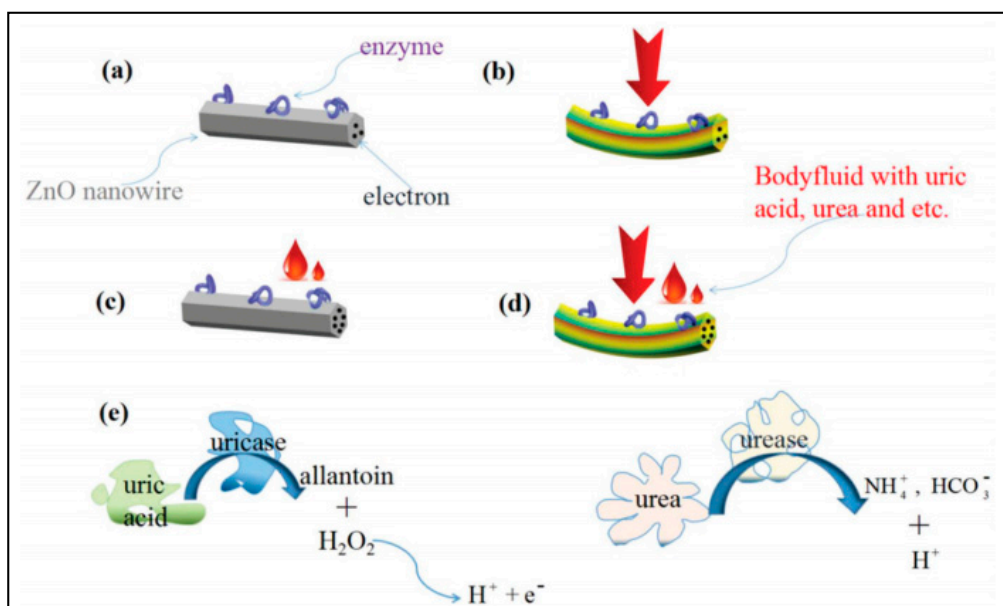 (a)
enzyme
(b)
ZnO nanowire
electron
Bodyfluid with uric
acid, urea and etc.
(c)
(d)
(e)
uricase
uric
acid
allantoin
+
H₂O₂
H⁺ + e⁻
urease
urea
NH₄⁺ , HCO₃⁻
+
H⁺